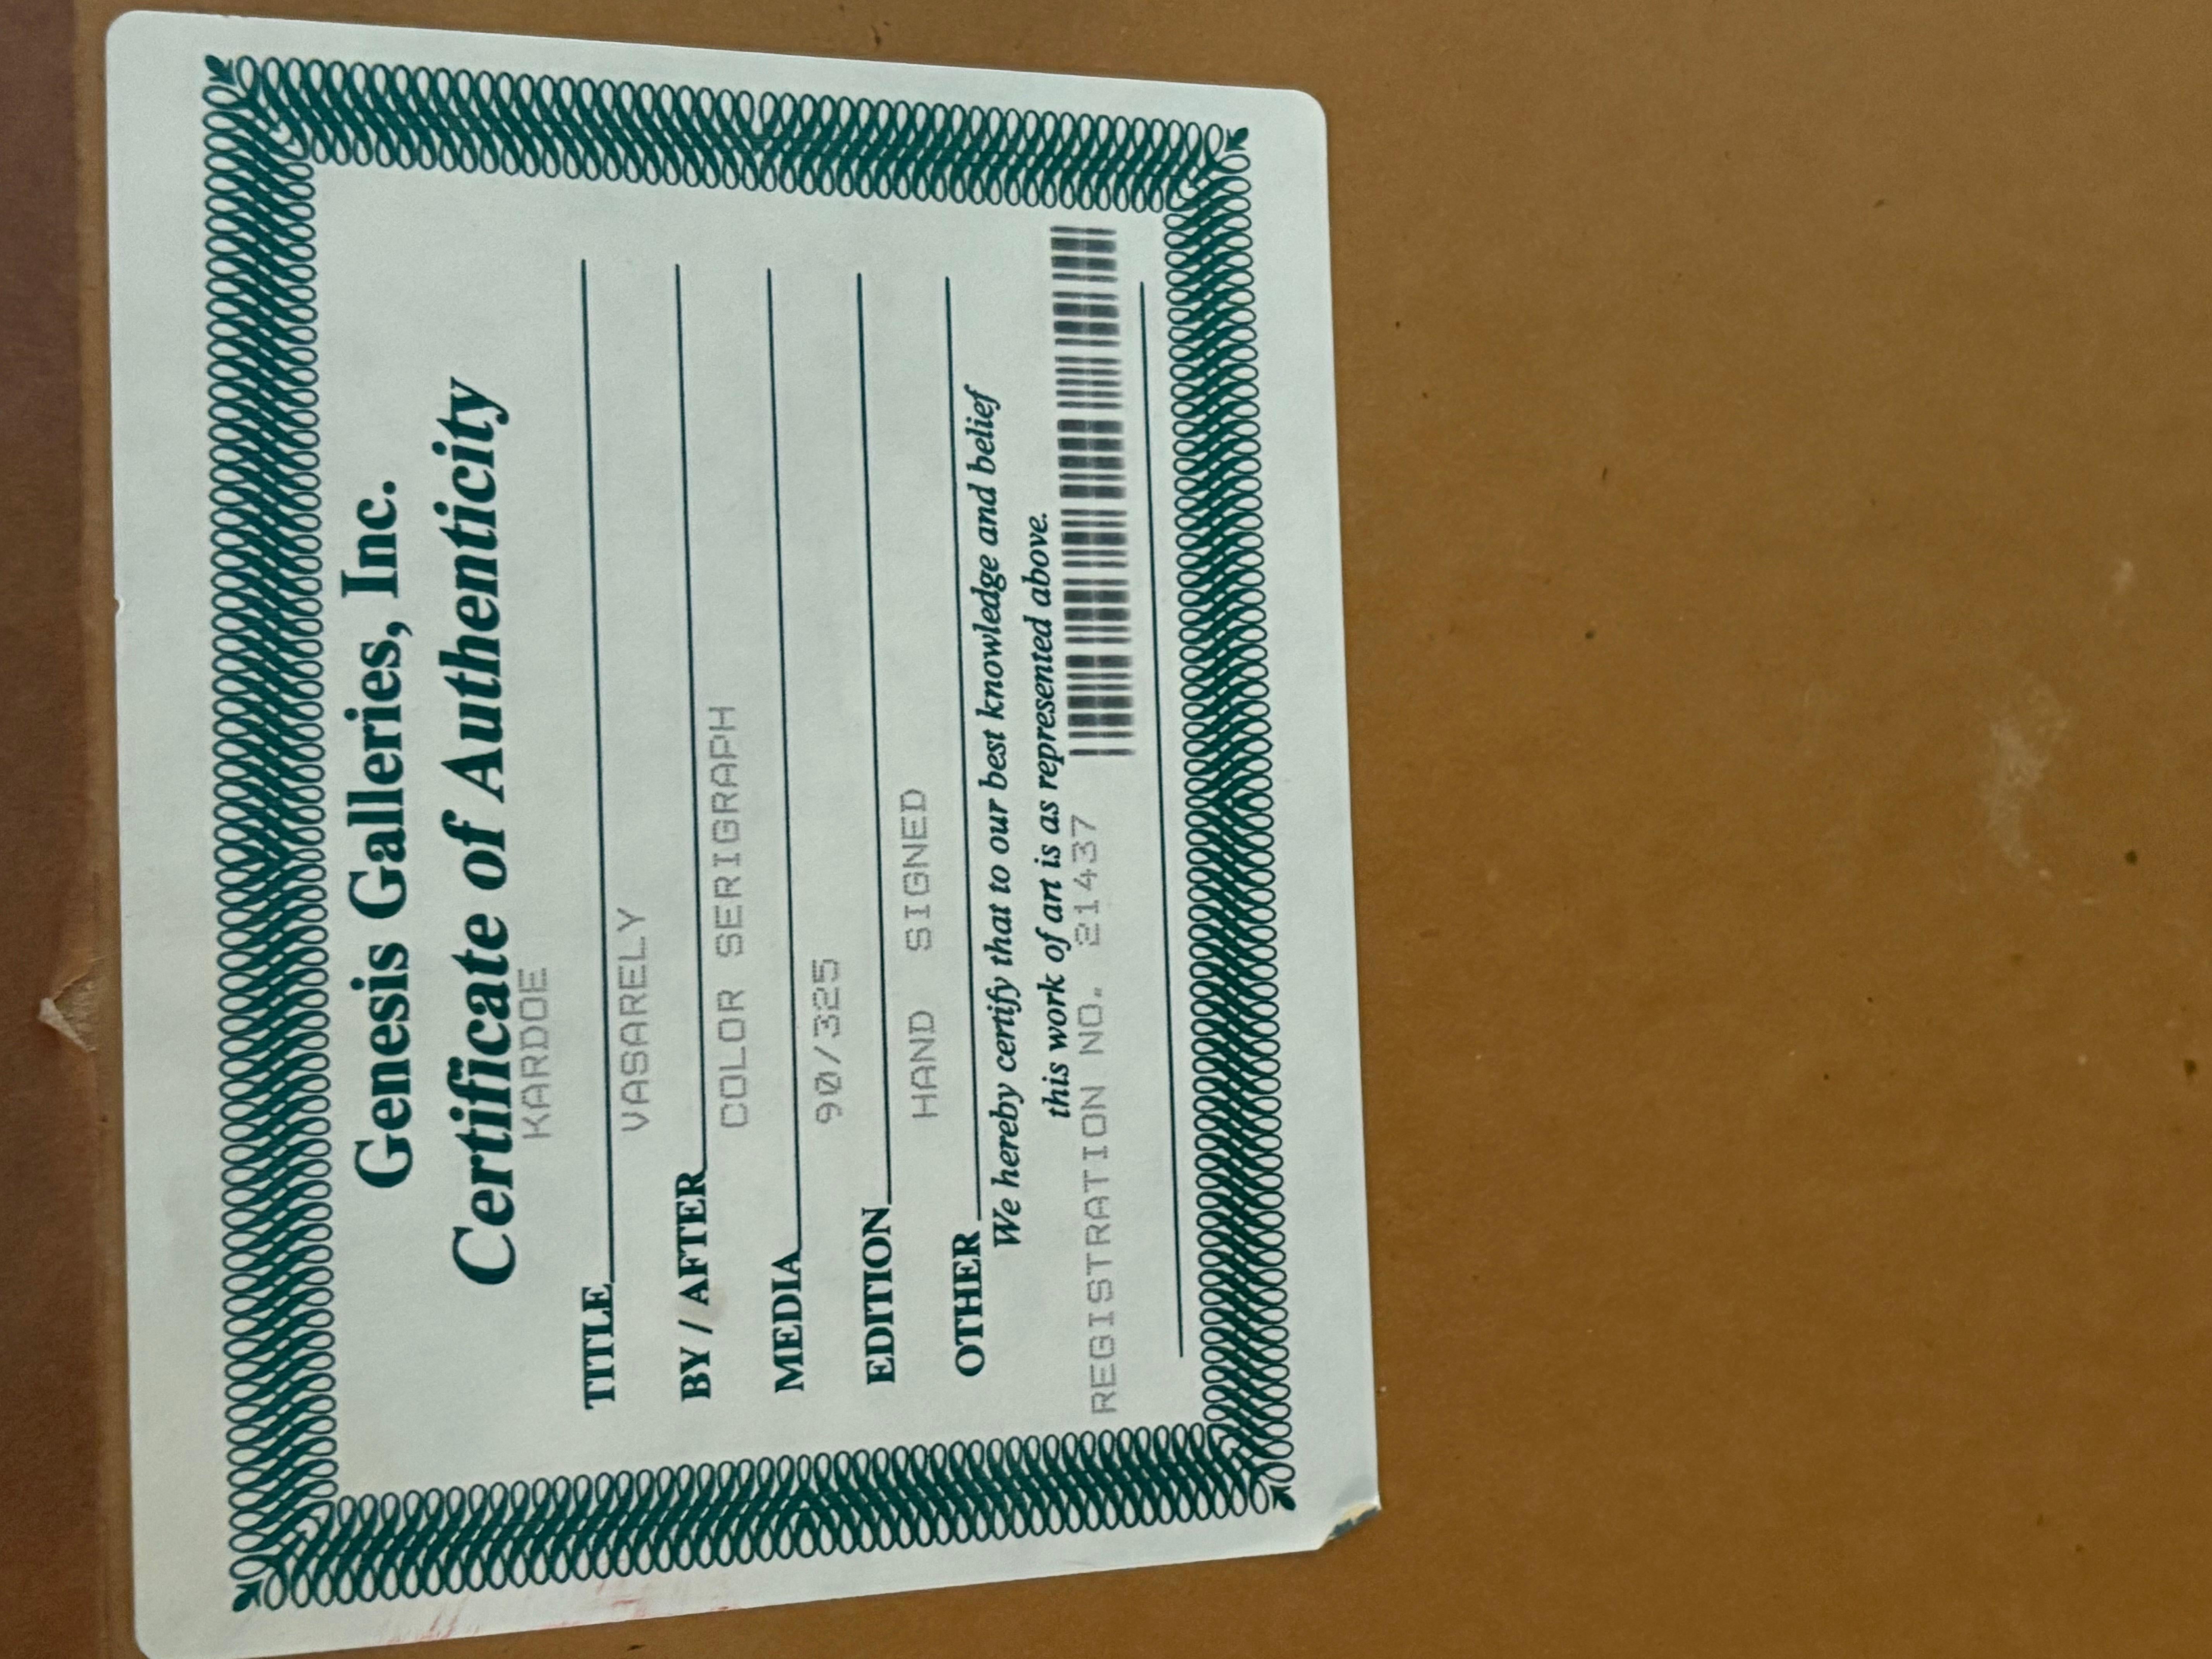 Genesis Galleries, Inc.
Certificate of Authenticity
KARDOE
TITLE
VASARELY
BY / AFTER
COLOR SERIGRAPH
MEDIA
90/325
EDITION
HAND SIGNED
OTHER
We hereby certify that to our best knowledge and belief
this work of art is as represented above.
REGISTRATION NO. 21437